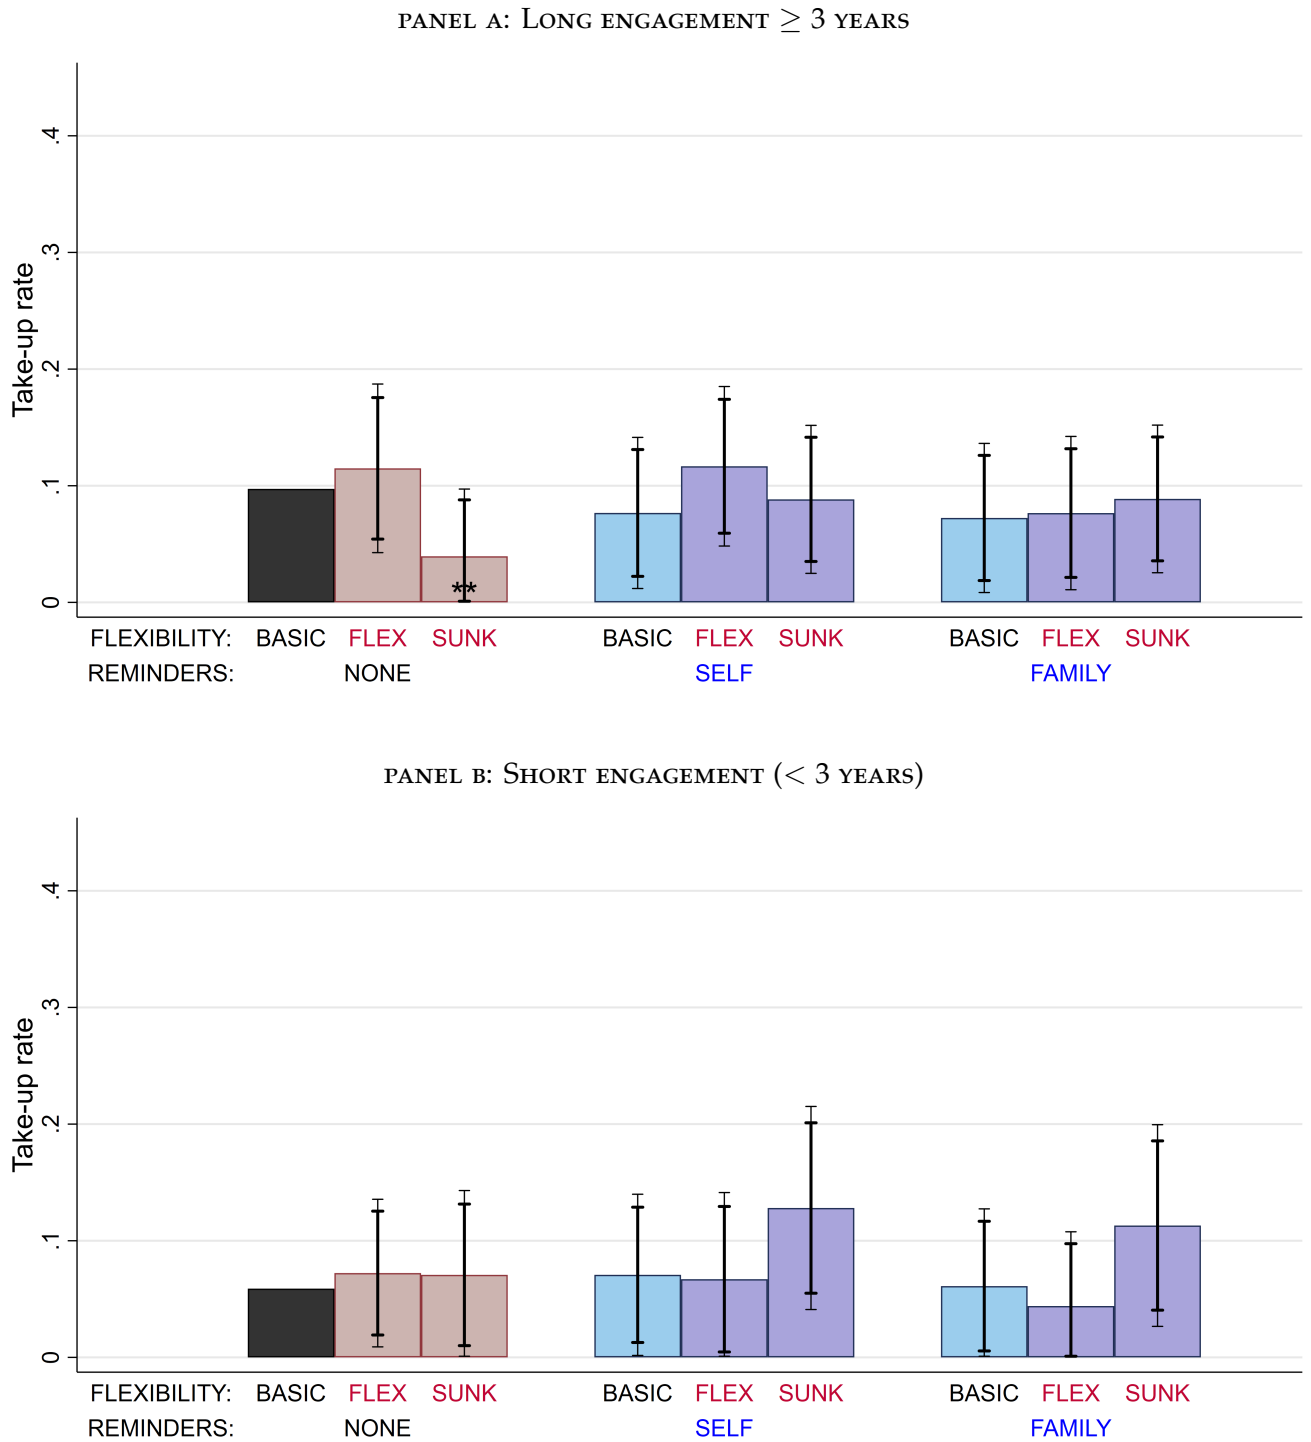 PANEL A: LONG ENGAGEMENT ≥ 3 YEARS
Take-up rate
.4
.3
.2
.1
0
**
FLEXIBILITY: BASIC FLEX SUNK BASIC FLEX SUNK BASIC FLEX SUNK
REMINDERS: NONE SELF FAMILY
PANEL B: SHORT ENGAGEMENT (< 3 YEARS)
Take-up rate
.4
.3
.2
.1
0
FLEXIBILITY: BASIC FLEX SUNK BASIC FLEX SUNK BASIC FLEX SUNK
REMINDERS: NONE SELF FAMILY